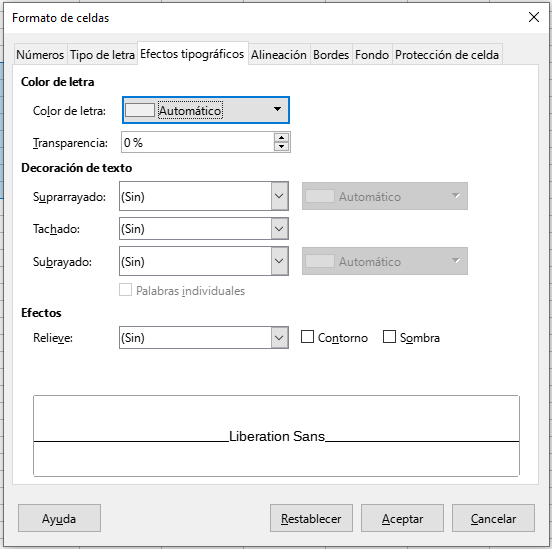 Formato de celdas
Números Tipo de letra Efectos tipográficos Alineación Bordes Fondo Protección de celda
Color de letra
Color de letra: Automático
Transparencia: 0 %
Decoración de texto
Suprarrayado: (Sin) Automático
Tachado: (Sin)
Subrayado: (Sin) Automático
Palabras individuales
Efectos
Relieve: (Sin) Contorno Sombra
Liberation Sans
Ayuda Restablecer Aceptar Cancelar